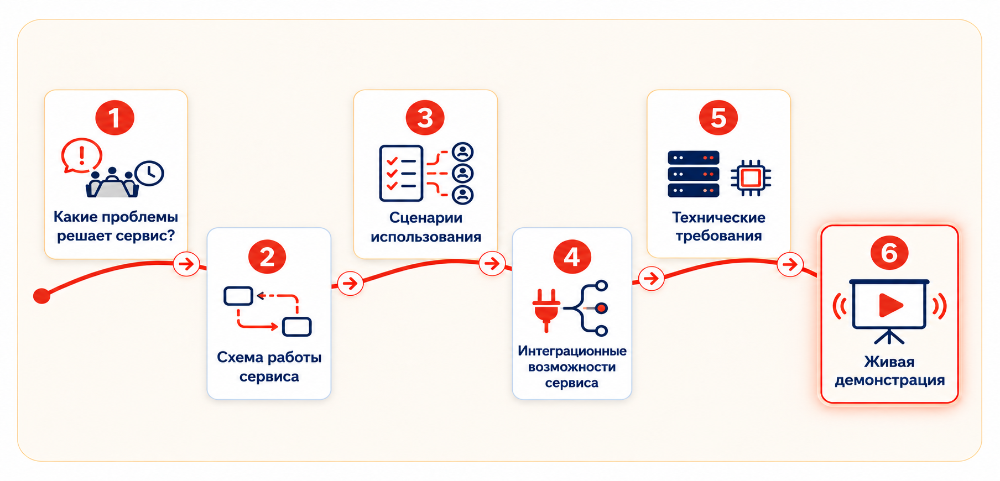 1
Какие проблемы
решает сервис?
2
Схема работы
сервиса
3
Сценарии
использования
4
Интеграционные
возможности
сервиса
5
Технические
требования
6
Живая
демонстрация